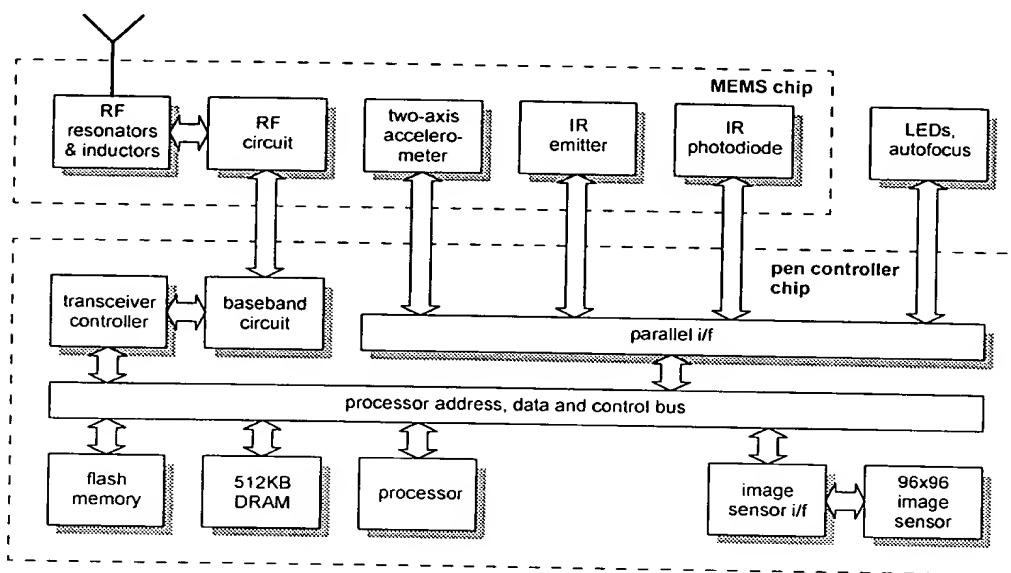 MEMS chip
RF
resonators
& inductors
RF
circuit
two-axis
accelero-
meter
IR
emitter
IR
photodiode
LEDs,
autofocus
pen controller
chip
transceiver
controller
baseband
circuit
parallel i/f
processor address, data and control bus
flash
memory
512KB
DRAM
processor
image
sensor i/f
96x96
image
sensor